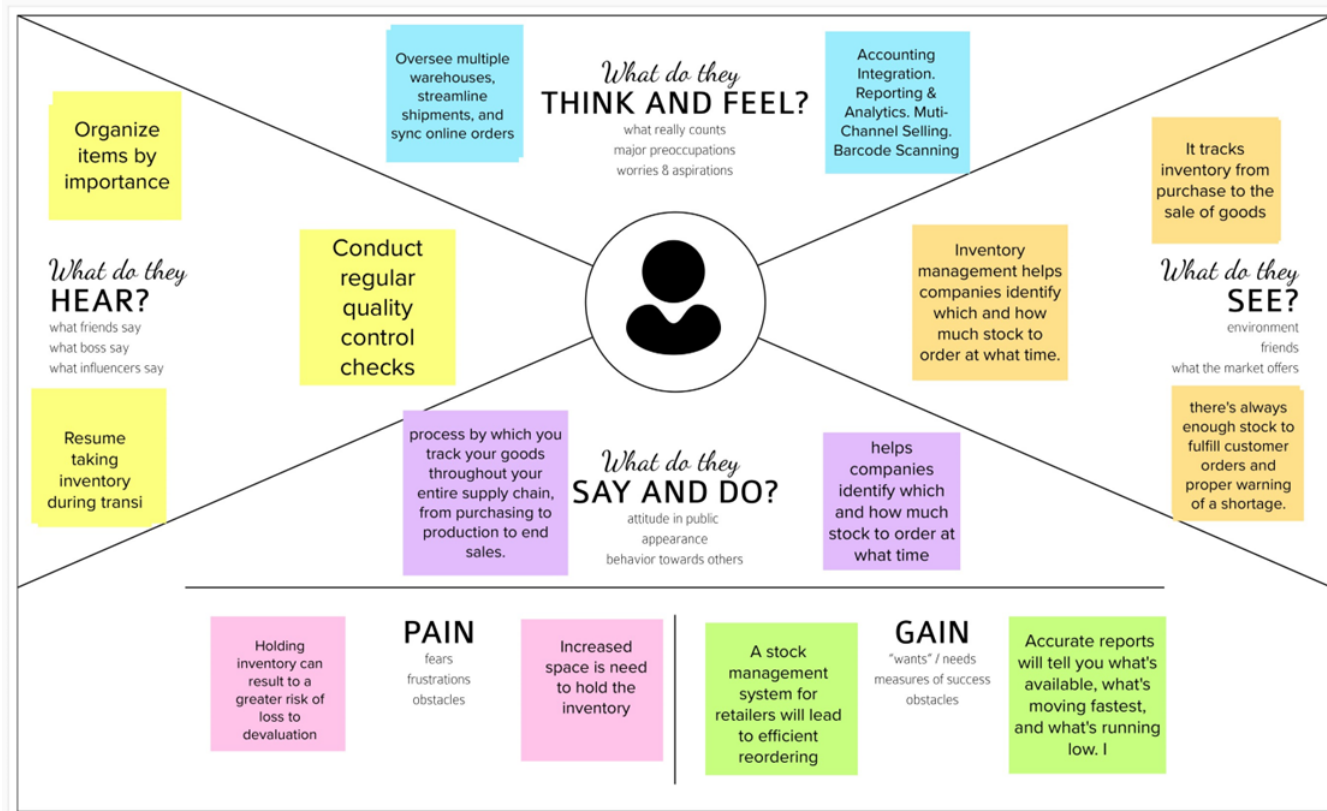 Oversee multiple
warehouses,
streamline
shipments, and
sync online orders
What do they
THINK AND FEEL?
what really counts
major preoccupations
worries & aspirations
Accounting
Integration.
Reporting &
Analytics. Muti-
Channel Selling.
Barcode Scanning
Organize
items by
importance
What do they
HEAR?
what friends say
what boss say
what influencers say
Conduct
regular
quality
control
checks
Resume
taking
inventory
during transi
Inventory
management helps
companies identify
which and how
much stock to
order at what time.
It tracks
inventory from
purchase to the
sale of goods
What do they
SEE?
environment
friends
what the market offers
there's always
enough stock to
fulfill customer
orders and
proper warning
of a shortage.
process by which you
track your goods
throughout your
entire supply chain,
from purchasing to
production to end
sales.
What do they
SAY AND DO?
attitude in public
appearance
behavior towards others
helps
companies
identify which
and how much
stock to order at
what time
Holding
inventory can
result to a
greater risk of
loss to
devaluation
PAIN
fears
frustrations
obstacles
Increased
space is need
to hold the
inventory
A stock
management
system for
retailers will lead
to efficient
reordering
GAIN
"wants" / needs
measures of success
obstacles
Accurate reports
will tell you what's
available, what's
moving fastest,
and what's running
low. I